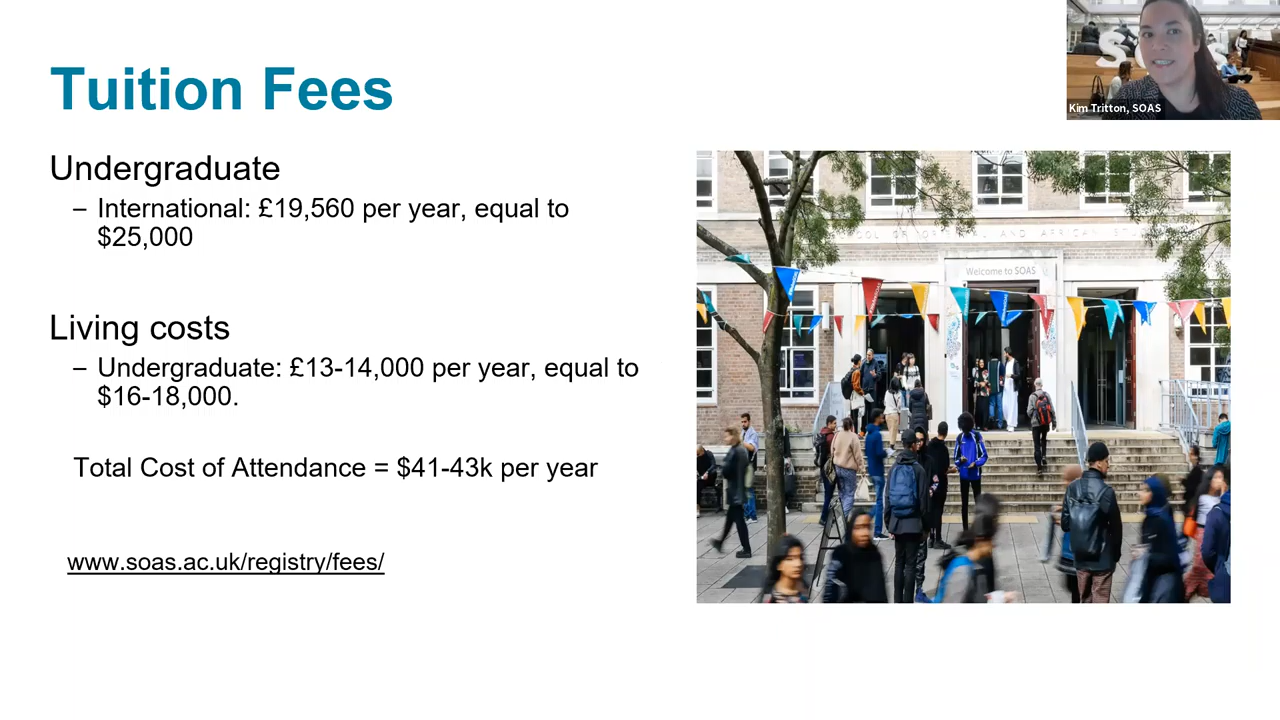 Tuition Fees
Kim Tritton, SOAS
Undergraduate
– International: £19,560 per year, equal to
$25,000
Living costs
– Undergraduate: £13-14,000 per year, equal to
$16-18,000.
Total Cost of Attendance = $41-43k per year
www.soas.ac.uk/registry/fees/
AND AFRICAN
Welcome to SOAS